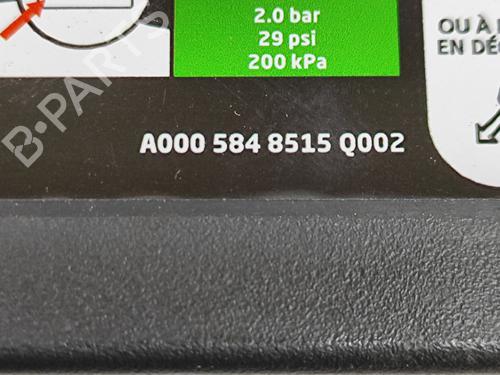 2.0 bar
29 psi
200 kPa
OU À
EN DÉ
A000 584 8515 Q002
B-PARTS